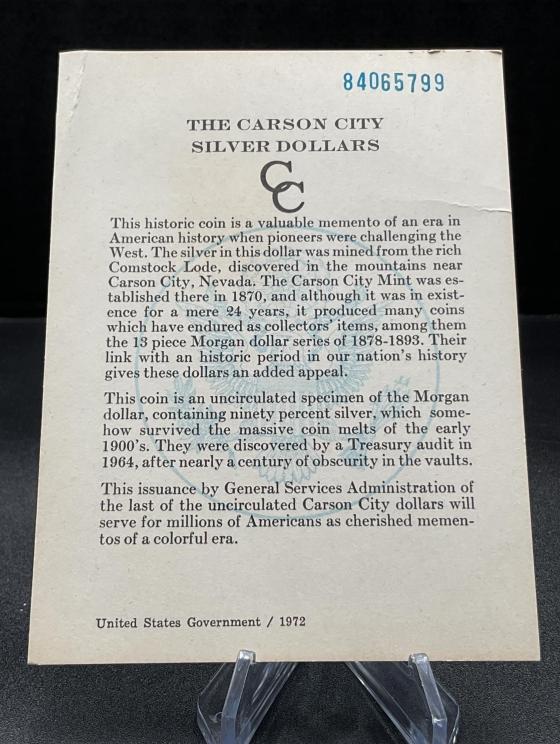 84065799
THE CARSON CITY
SILVER DOLLARS
CC
This historic coin is a valuable memento of an era in
American history when pioneers were challenging the
West. The silver in this dollar was mined from the rich
Comstock Lode, discovered in the mountains near
Carson City, Nevada. The Carson City Mint was es-
tablished there in 1870, and although it was in exist-
ence for a mere 24 years, it produced many coins
which have endured as collectors' items, among them
the 13 piece Morgan dollar series of 1878-1893. Their
link with an historic period in our nation's history
gives these dollars an added appeal.
This coin is an uncirculated specimen of the Morgan
dollar, containing ninety percent silver, which some-
how survived the massive coin melts of the early
1900's. They were discovered by a Treasury audit in
1964, after nearly a century of obscurity in the vaults.
This issuance by General Services Administration of
the last of the uncirculated Carson City dollars will
serve for millions of Americans as cherished memen-
tos of a colorful era.
United States Government / 1972